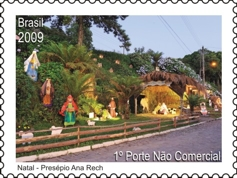 Brasil
2009
1º Porte Não Comercial
Natal - Presépio Ana Rech